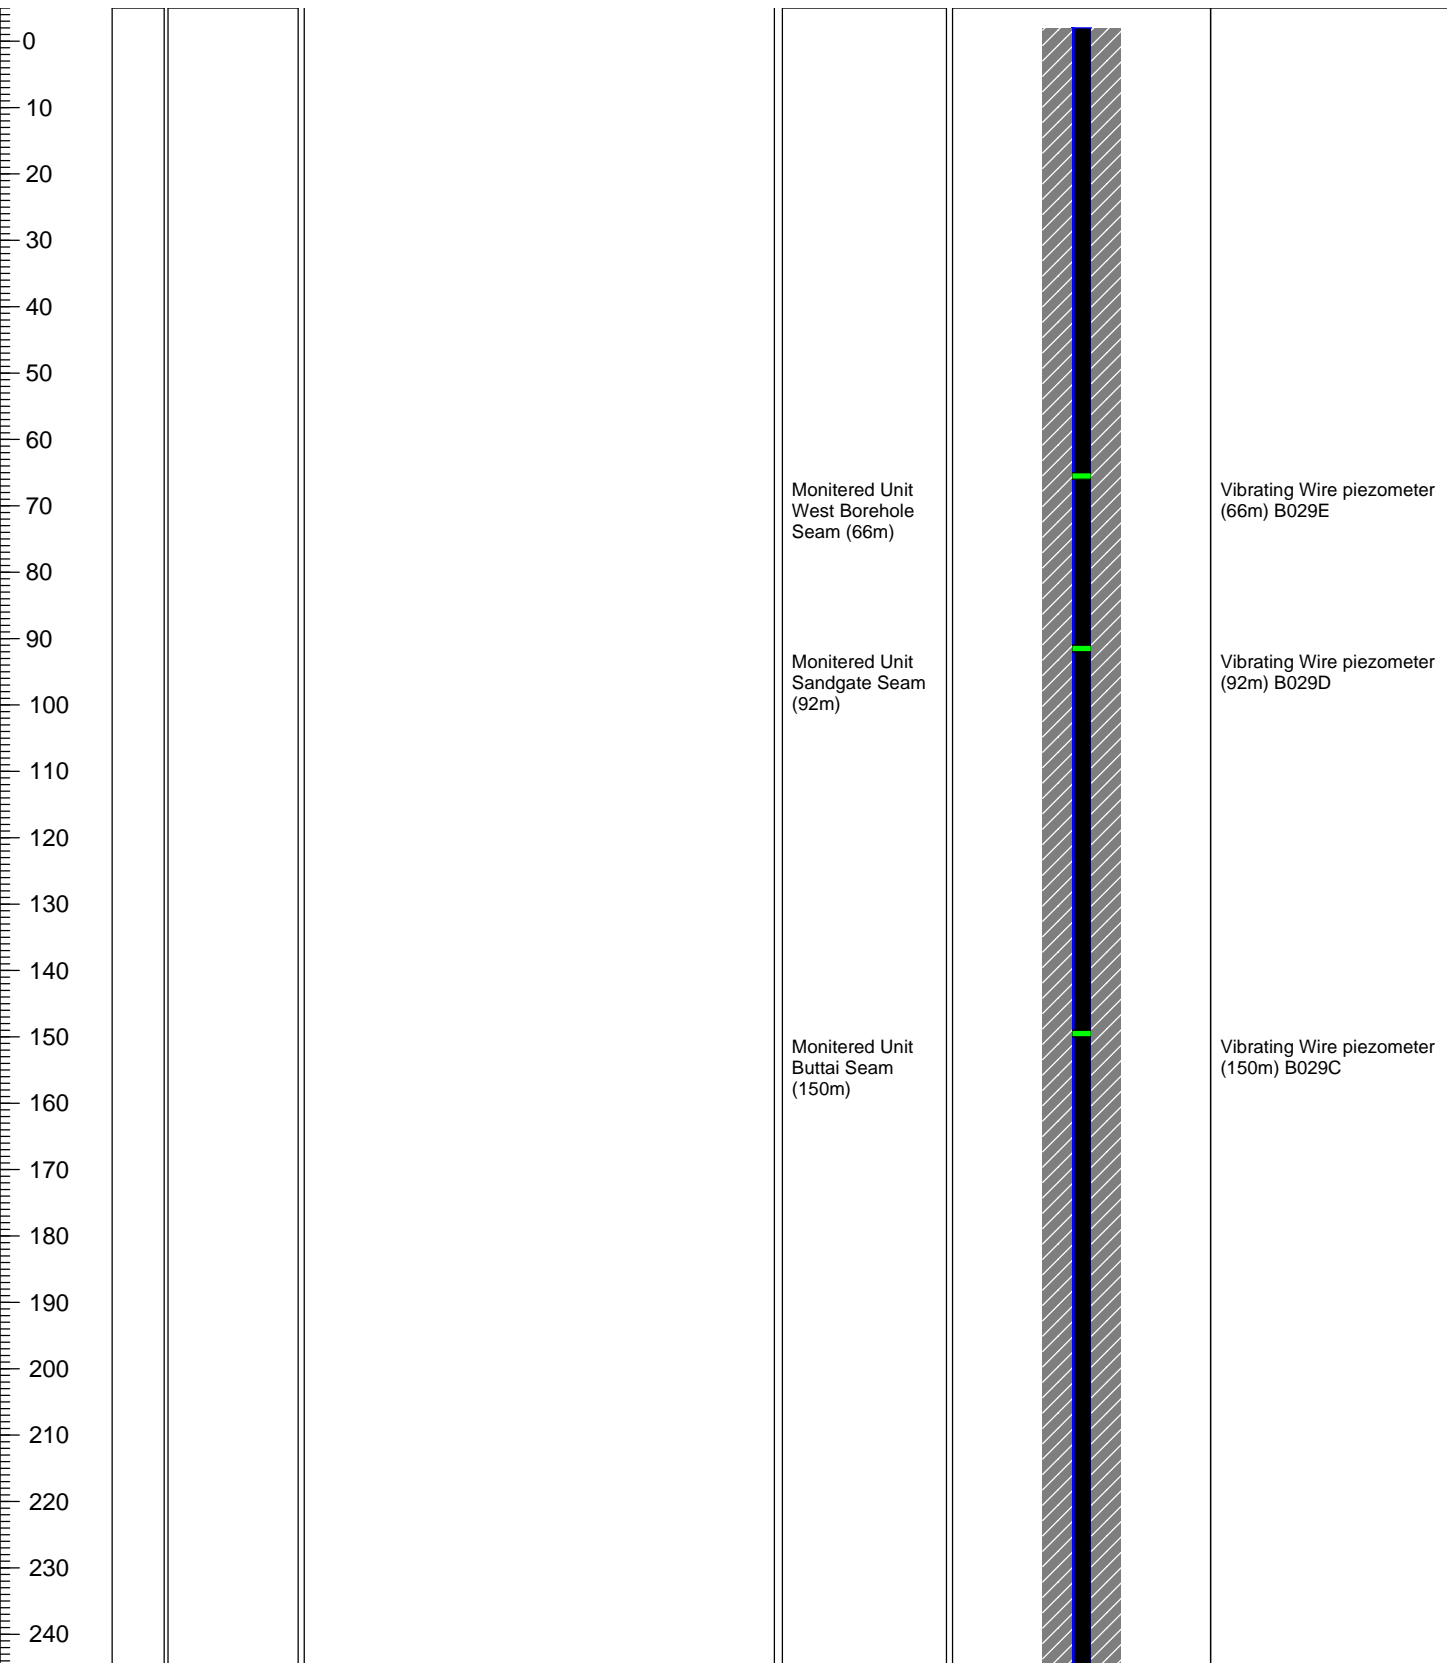 0
10
20
30
40
50
60
70
80
90
100
110
120
130
140
150
160
170
180
190
200
210
220
230
240
Monitered Unit
West Borehole
Seam (66m)
Vibrating Wire piezometer
(66m) B029E
Monitered Unit
Sandgate Seam
(92m)
Vibrating Wire piezometer
(92m) B029D
Monitered Unit
Buttai Seam
(150m)
Vibrating Wire piezometer
(150m) B029C